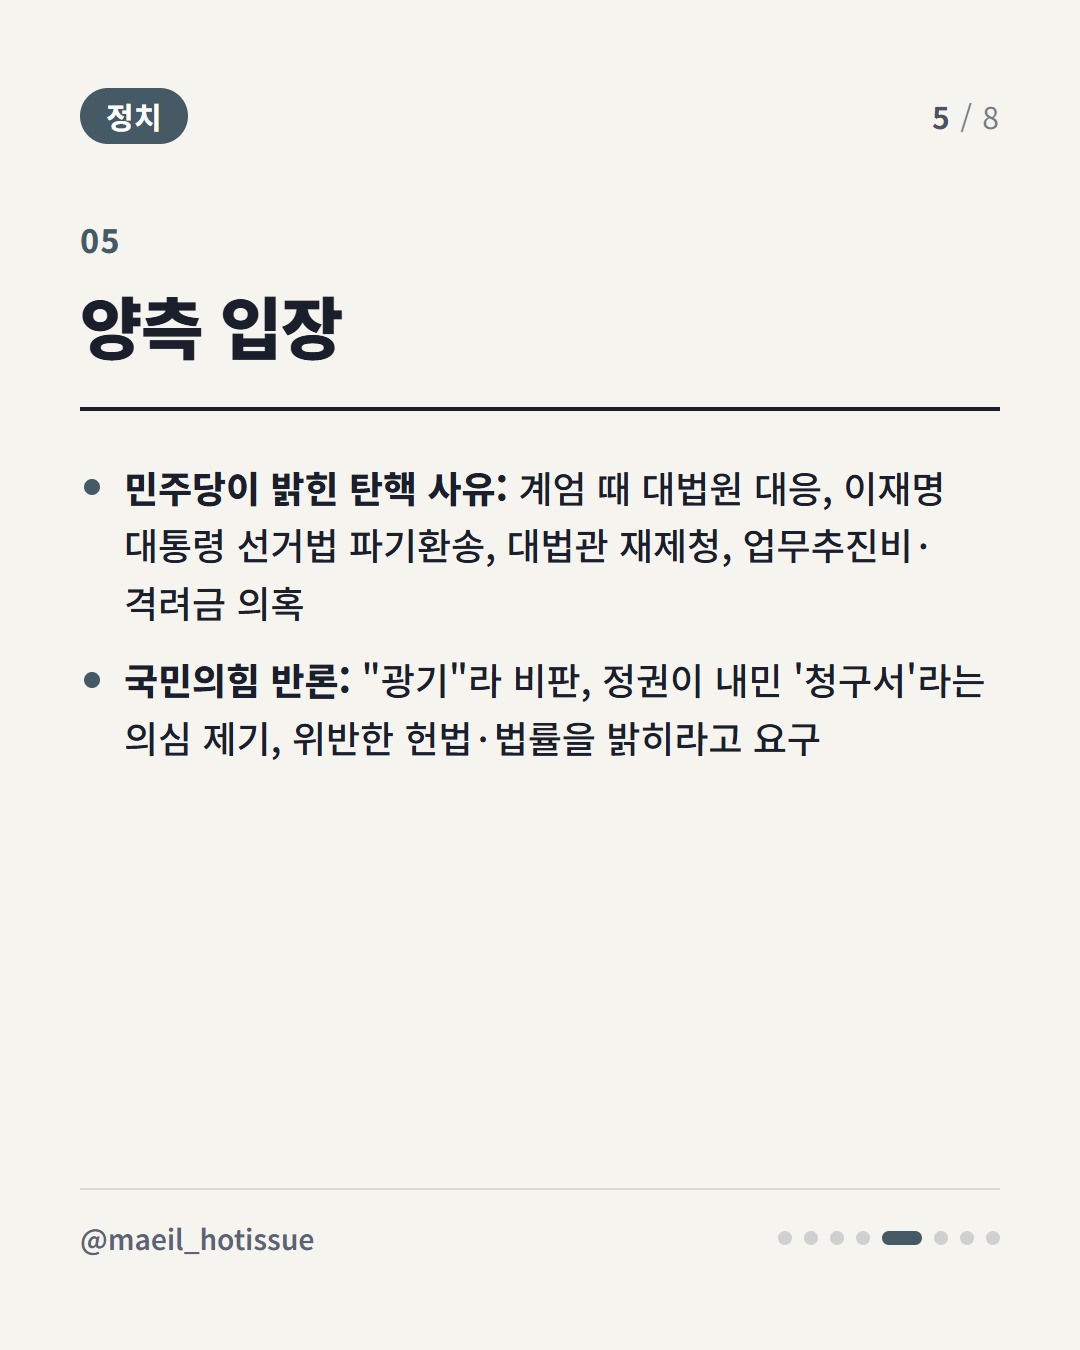 정치
5 / 8
05
양측 입장
민주당이 밝힌 탄핵 사유: 계엄 때 대법원 대응, 이재명
대통령 선거법 파기환송, 대법관 재제청, 업무추진비·
격려금 의혹
국민의힘 반론: "광기"라 비판, 정권이 내민 '청구서'라는
의심 제기, 위반한 헌법·법률을 밝히라고 요구
@maeil_hotissue